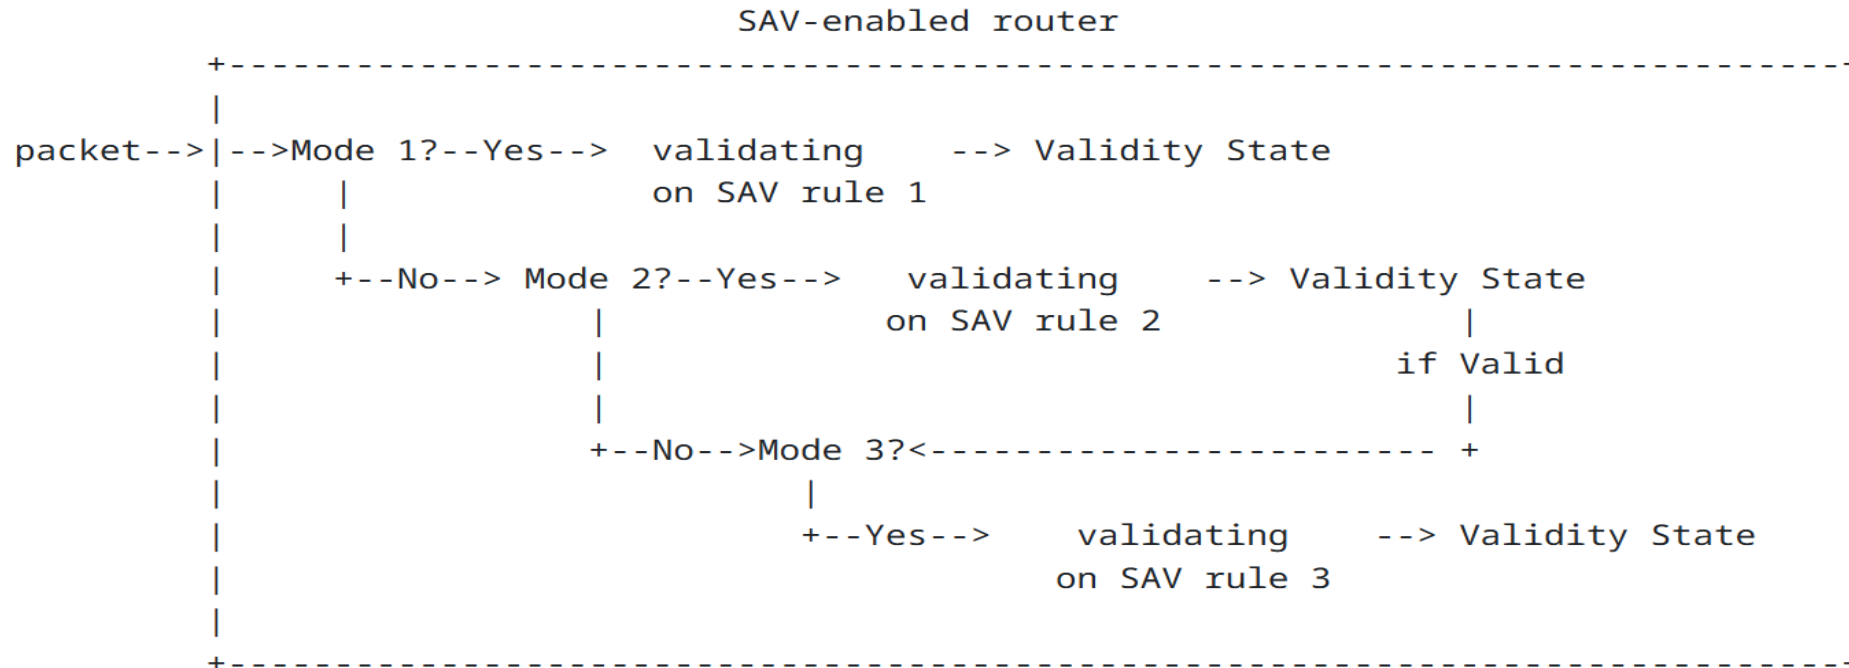 SAV-enabled router
+-----------------------------------------------------------------------------
|
packet-->|-->Mode 1?--Yes-->  validating    --> Validity State
|     |              on SAV rule 1
|     |
|     +--No--> Mode 2?--Yes-->   validating    --> Validity State
|                 |             on SAV rule 2              |
|                 |                                     if Valid
|                 |                                        |
|                 +--No-->Mode 3?<------------------------ +
|                           |
|                           +--Yes-->    validating    --> Validity State
|                                       on SAV rule 3
|
+-----------------------------------------------------------------------------